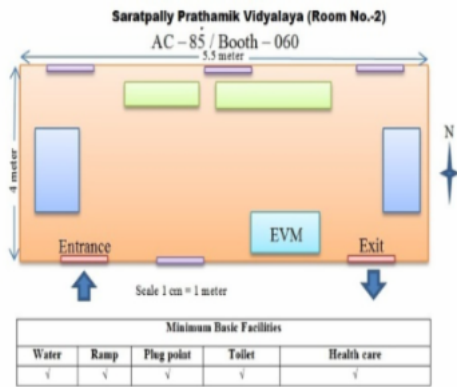 Saratpally Prathamik Vidyalaya (Room No.-2)
AC – 85 / Booth – 060
5.5 meter
4 meter
N
EVM
Entrance
Exit
Scale 1 cm = 1 meter
Minimum Basic Facilities
Water Ramp Plug point Toilet Health care
√ √ √ √ √